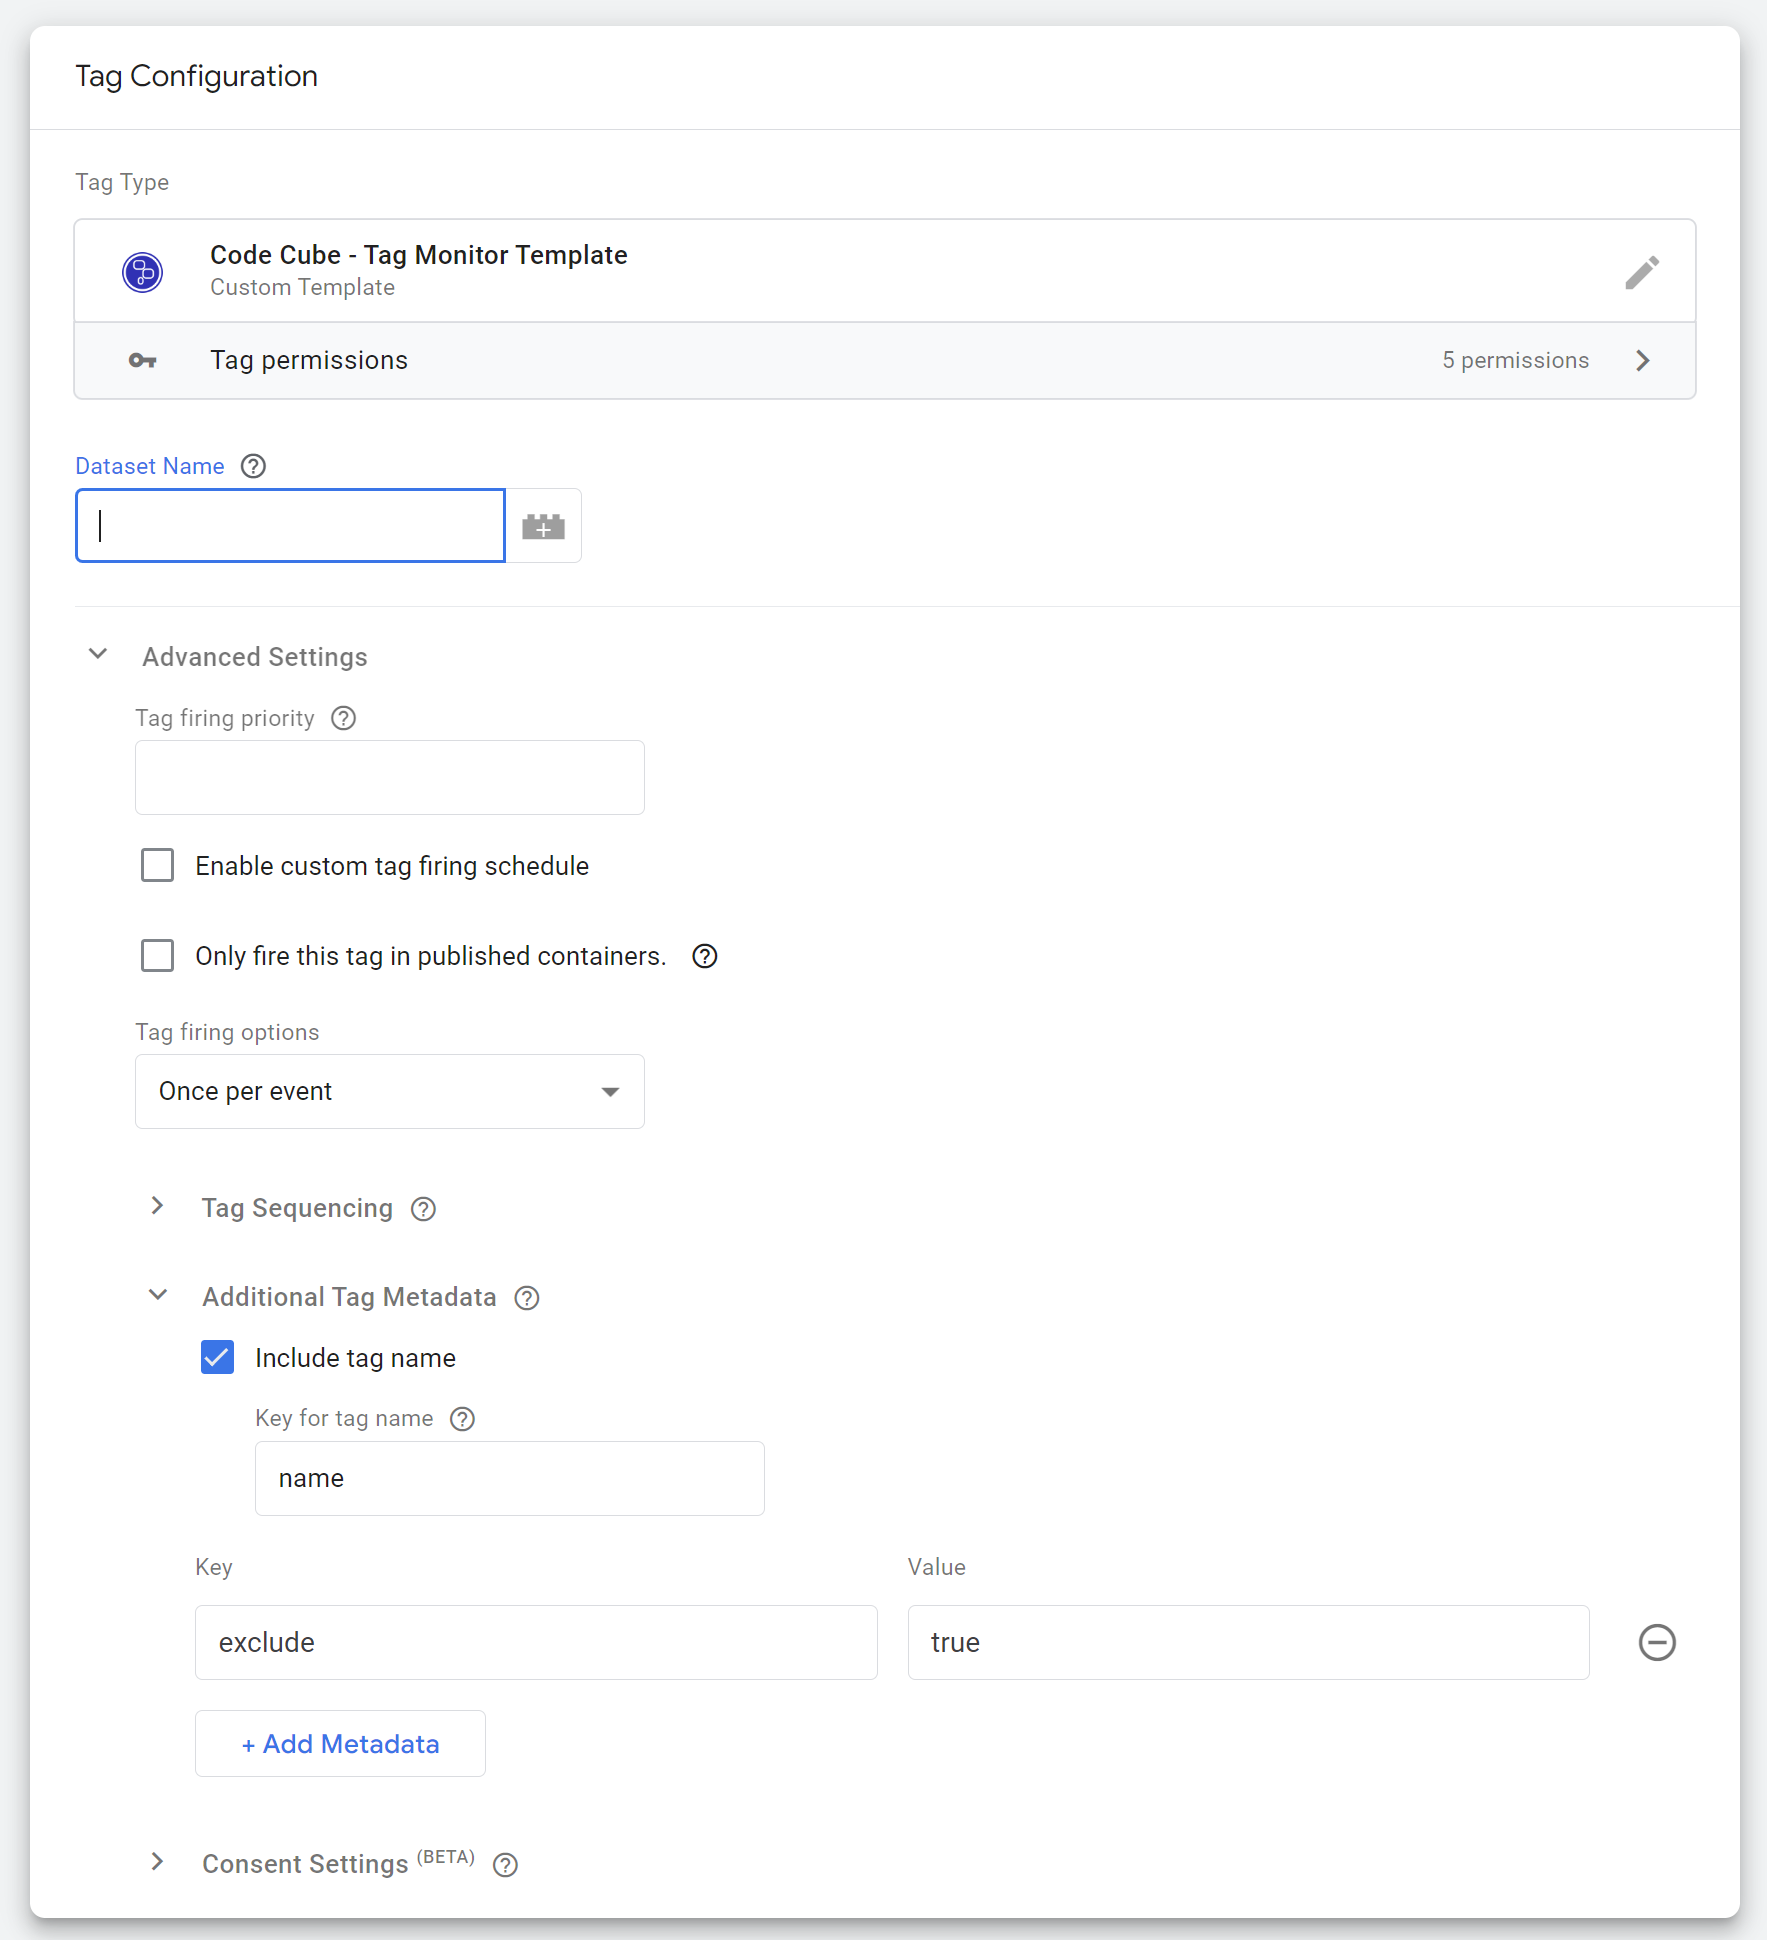 Tag Configuration
Tag Type
Code Cube - Tag Monitor Template
Custom Template
Tag permissions
5 permissions
Dataset Name
Advanced Settings
Tag firing priority
Enable custom tag firing schedule
Only fire this tag in published containers.
Tag firing options
Once per event
Tag Sequencing
Additional Tag Metadata
Include tag name
Key for tag name
name
Key
Value
exclude
true
+ Add Metadata
Consent Settings (BETA)